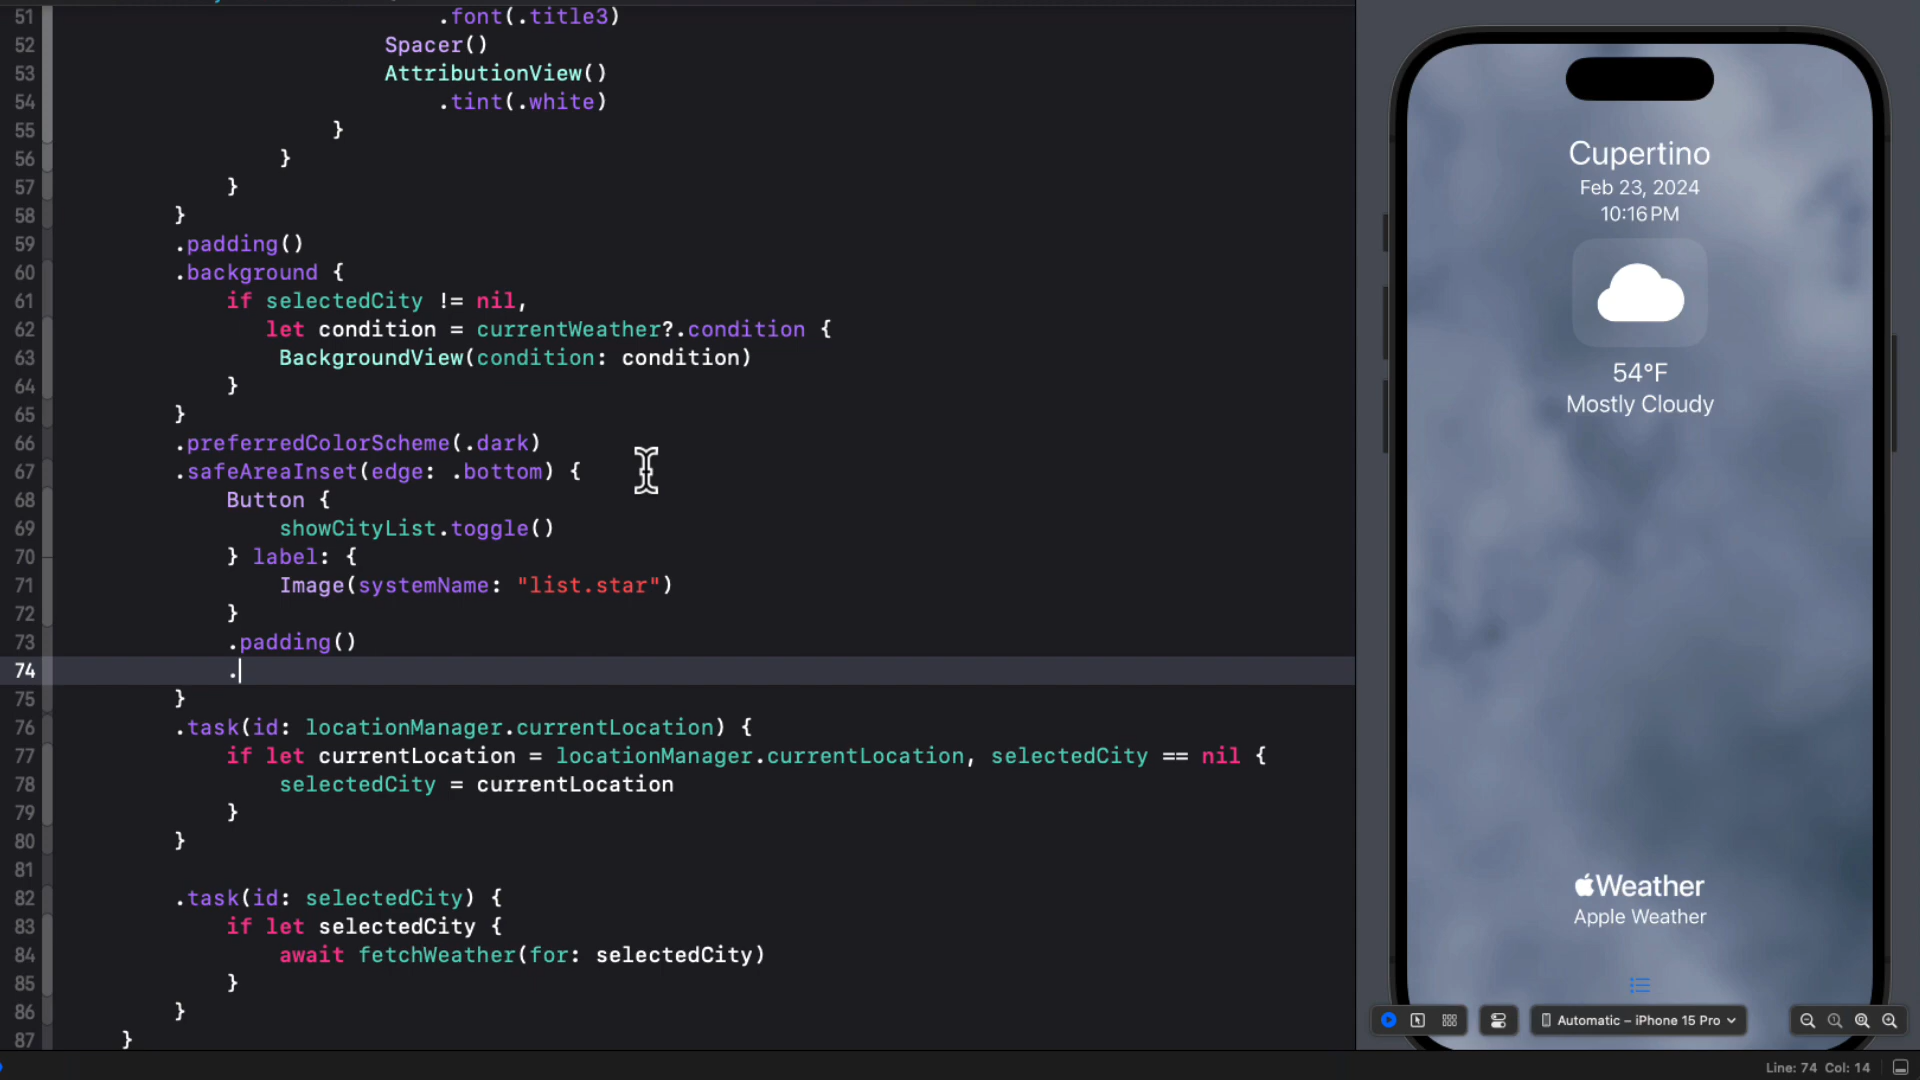 51 .font(.title3)
52 Spacer()
53 AttributionView()
54 .tint(.white)
55 }
56 }
57 }
58 }
59 .padding()
60 .background {
61 if selectedCity != nil,
62 let condition = currentWeather?.condition {
63 BackgroundView(condition: condition)
64 }
65 }
66 .preferredColorScheme(.dark)
67 .safeAreaInset(edge: .bottom) {
68 Button {
69 showCityList.toggle()
70 } label: {
71 Image(systemName: "list.star")
72 }
73 .padding()
74 .
75 }
76 .task(id: locationManager.currentLocation) {
77 if let currentLocation = locationManager.currentLocation, selectedCity == nil {
78 selectedCity = currentLocation
79 }
80 }
81
82 .task(id: selectedCity) {
83 if let selectedCity {
84 await fetchWeather(for: selectedCity)
85 }
86 }
87 }
Cupertino
Feb 23, 2024
10:16 PM
54°F
Mostly Cloudy
Weather
Apple Weather
Automatic – iPhone 15 Pro
Line: 74 Col: 14